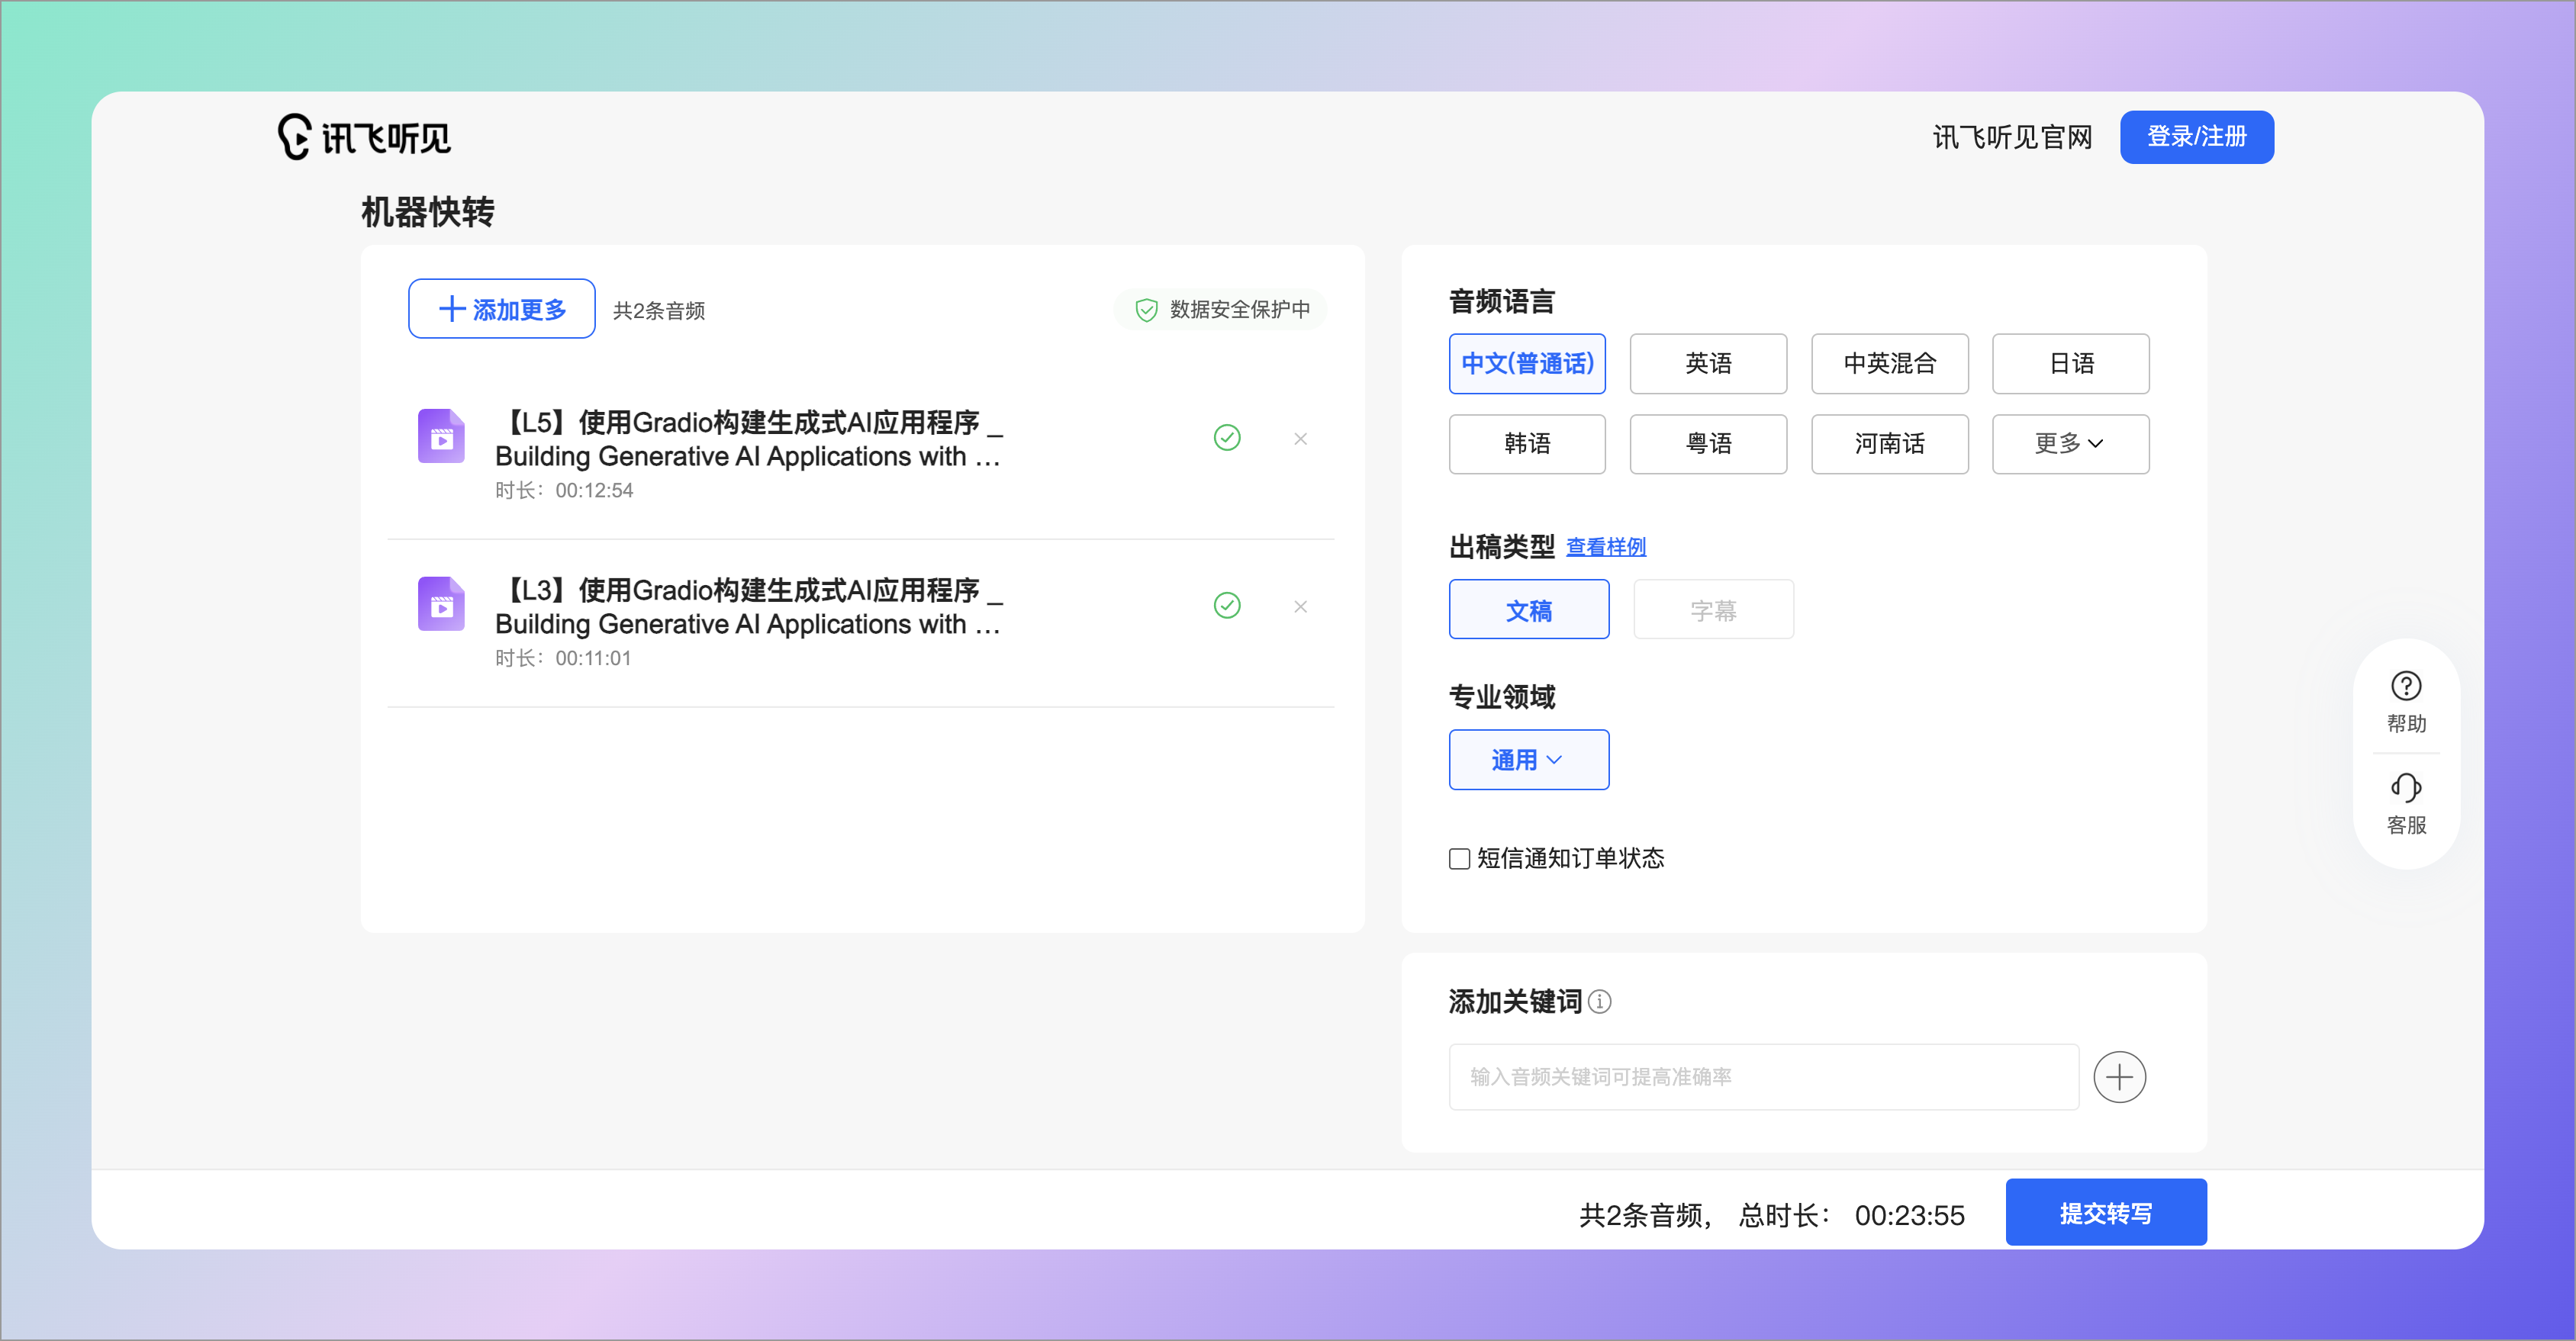 讯飞听见
讯飞听见官网
登录/注册
机器快转
添加更多
共2条音频
数据安全保护中
【L5】使用Gradio构建生成式AI应用程序 _
Building Generative AI Applications with ...
时长：00:12:54
【L3】使用Gradio构建生成式AI应用程序 _
Building Generative AI Applications with ...
时长：00:11:01
音频语言
中文(普通话)
英语
中英混合
日语
韩语
粤语
河南话
更多
出稿类型 查看样例
文稿
字幕
专业领域
通用
短信通知订单状态
添加关键词
输入音频关键词可提高准确率
帮助
客服
共2条音频， 总时长： 00:23:55
提交转写